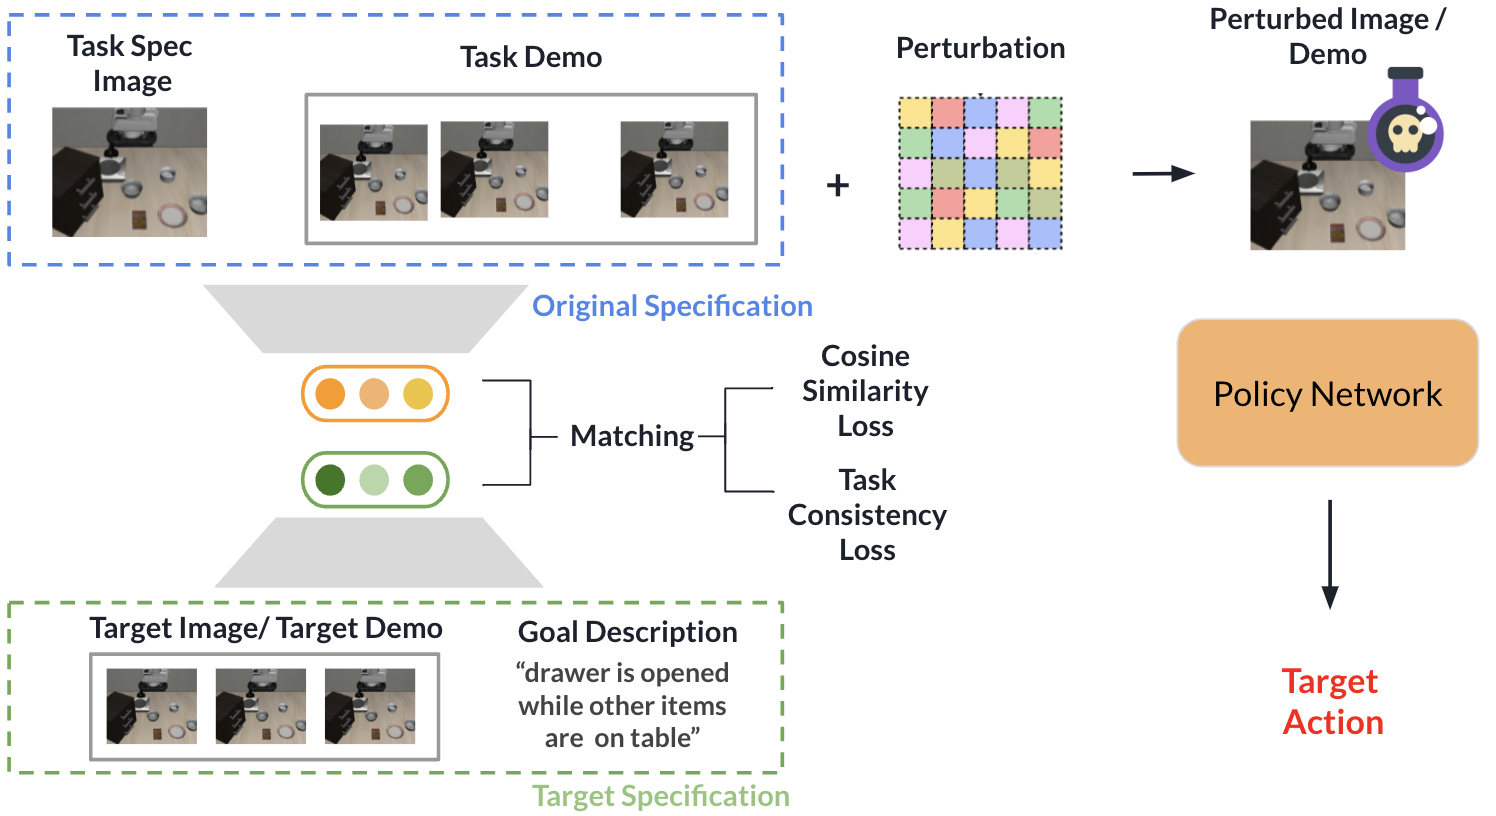 Task Spec
Image
Task Demo
Perturbation
Perturbed Image /
Demo
+
Original Specification
Cosine
Similarity
Loss
Matching
Task
Consistency
Loss
Policy Network
Target Image/ Target Demo
Goal Description
“drawer is opened
while other items
are on table”
Target Specification
Target
Action